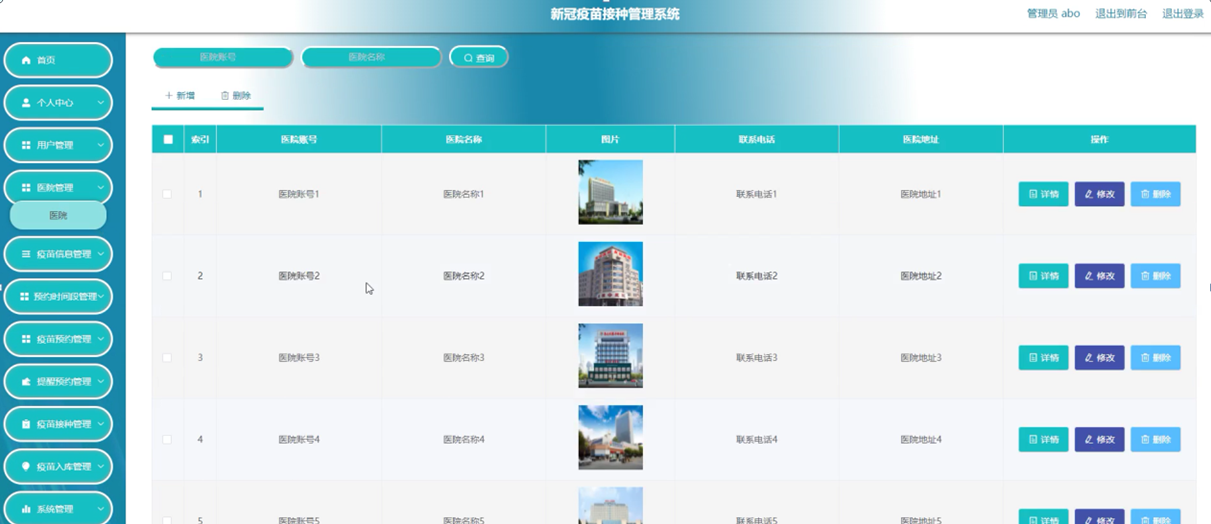 新冠疫苗接种管理系统
管理员 abo 退出到前台 退出登录
首页
个人中心
用户管理
医院管理
医院
疫苗信息管理
预约时间段管理
疫苗预约管理
提醒预约管理
疫苗接种管理
疫苗入库管理
系统管理
医院账号 医院名称 查询
新增 删除
索引 医院账号 医院名称 图片 联系电话 医院地址 操作
1 医院账号1 医院名称1 联系电话1 医院地址1 详情 修改 删除
2 医院账号2 医院名称2 联系电话2 医院地址2 详情 修改 删除
3 医院账号3 医院名称3 联系电话3 医院地址3 详情 修改 删除
4 医院账号4 医院名称4 联系电话4 医院地址4 详情 修改 删除
5 医院账号5 医院名称5 联系电话5 医院地址5 详情 修改 删除